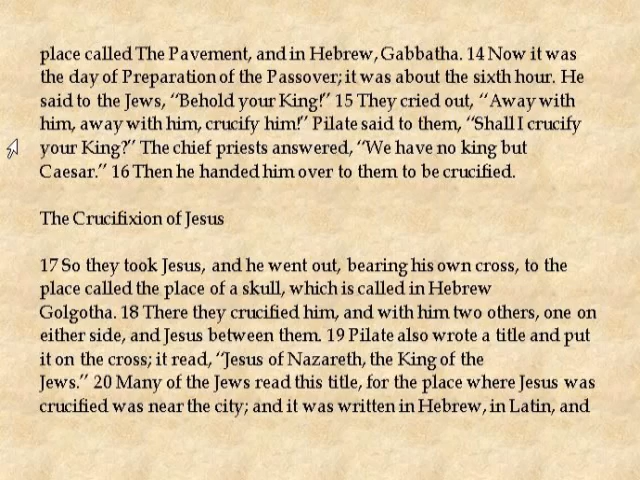 place called The Pavement, and in Hebrew, Gabbatha. 14 Now it was
the day of Preparation of the Passover; it was about the sixth hour. He
said to the Jews, “Behold your King!” 15 They cried out, “Away with
him, away with him, crucify him!” Pilate said to them, “Shall I crucify
your King?” The chief priests answered, “We have no king but
Caesar.” 16 Then he handed him over to them to be crucified.
The Crucifixion of Jesus
17 So they took Jesus, and he went out, bearing his own cross, to the
place called the place of a skull, which is called in Hebrew
Golgotha. 18 There they crucified him, and with him two others, one on
either side, and Jesus between them. 19 Pilate also wrote a title and put
it on the cross; it read, “Jesus of Nazareth, the King of the
Jews.” 20 Many of the Jews read this title, for the place where Jesus was
crucified was near the city; and it was written in Hebrew, in Latin, and